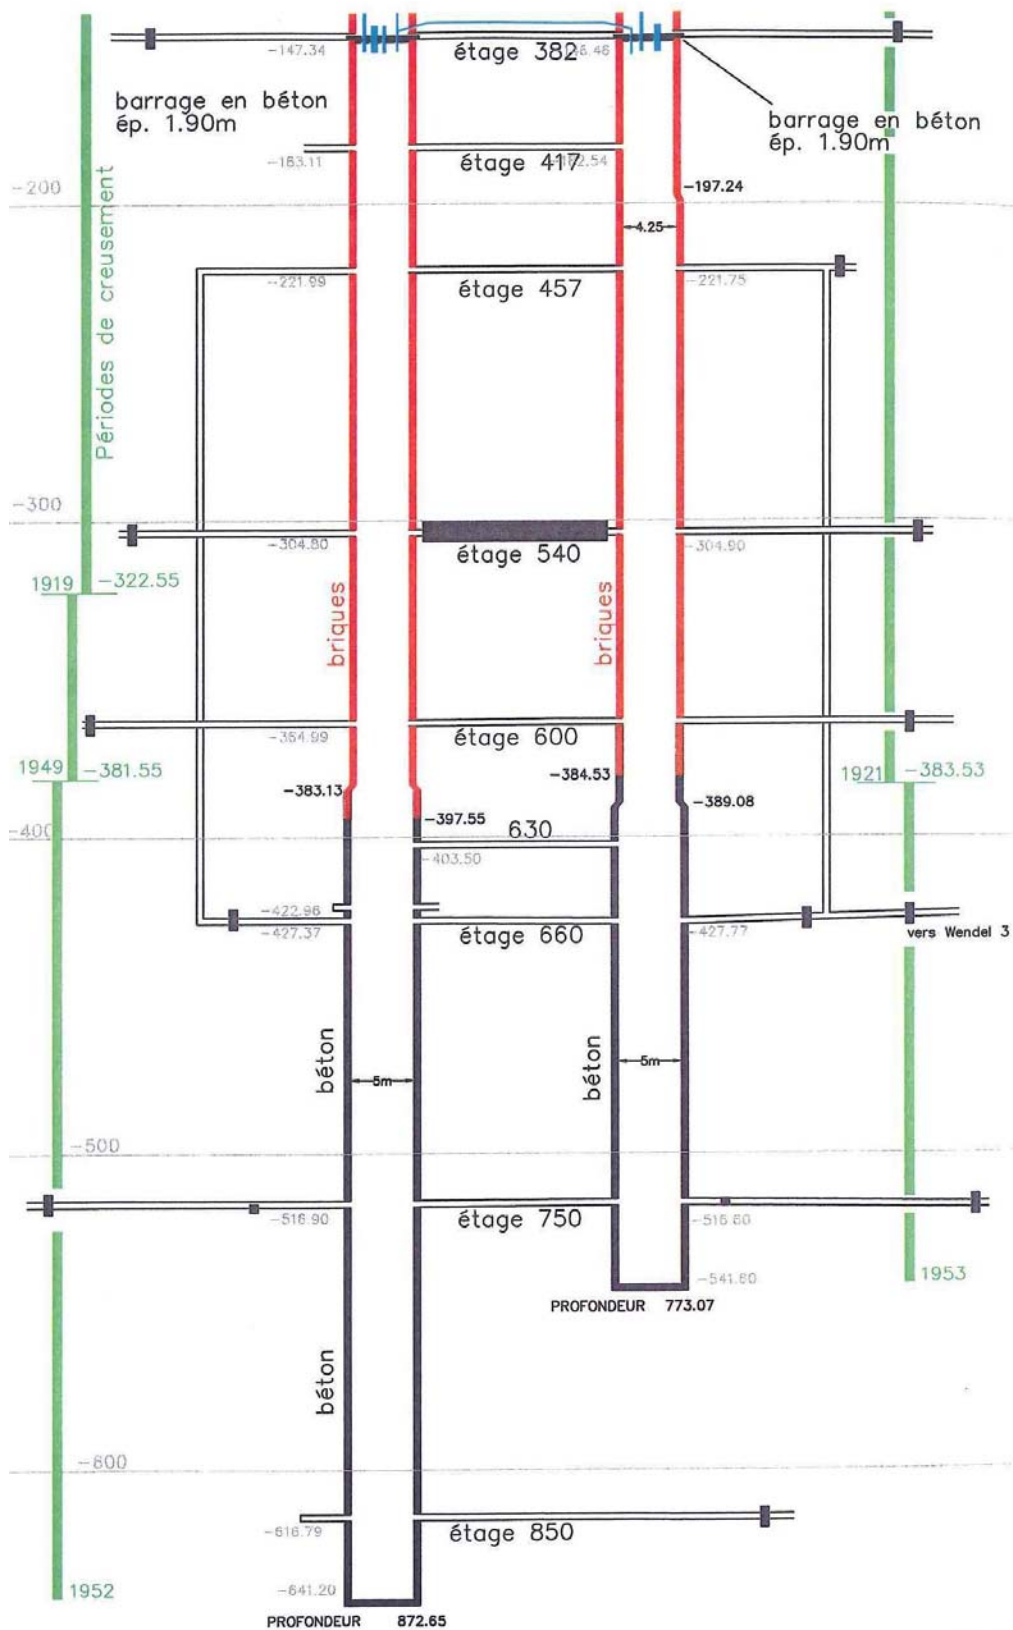 -147.34
étage 382
barrage en béton
ép. 1.90m
barrage en béton
ép. 1.90m
-163.11
étage 417
-200
-197.24
4.25
Périodes de creusement
-221.99
étage 457
-221.75
-300
-304.80
étage 540
-304.90
1919
-322.55
briques
briques
-364.99
étage 600
1949
-381.55
-383.13
-384.53
1921
-383.53
-389.08
-397.55
630
-400
-403.50
-422.96
-427.37
étage 660
-427.77
vers Wendel 3
béton
5m
béton
5m
-500
-516.90
étage 750
-516.60
-541.60
1953
PROFONDEUR 773.07
béton
-600
-616.79
étage 850
1952
-641.20
PROFONDEUR 872.65